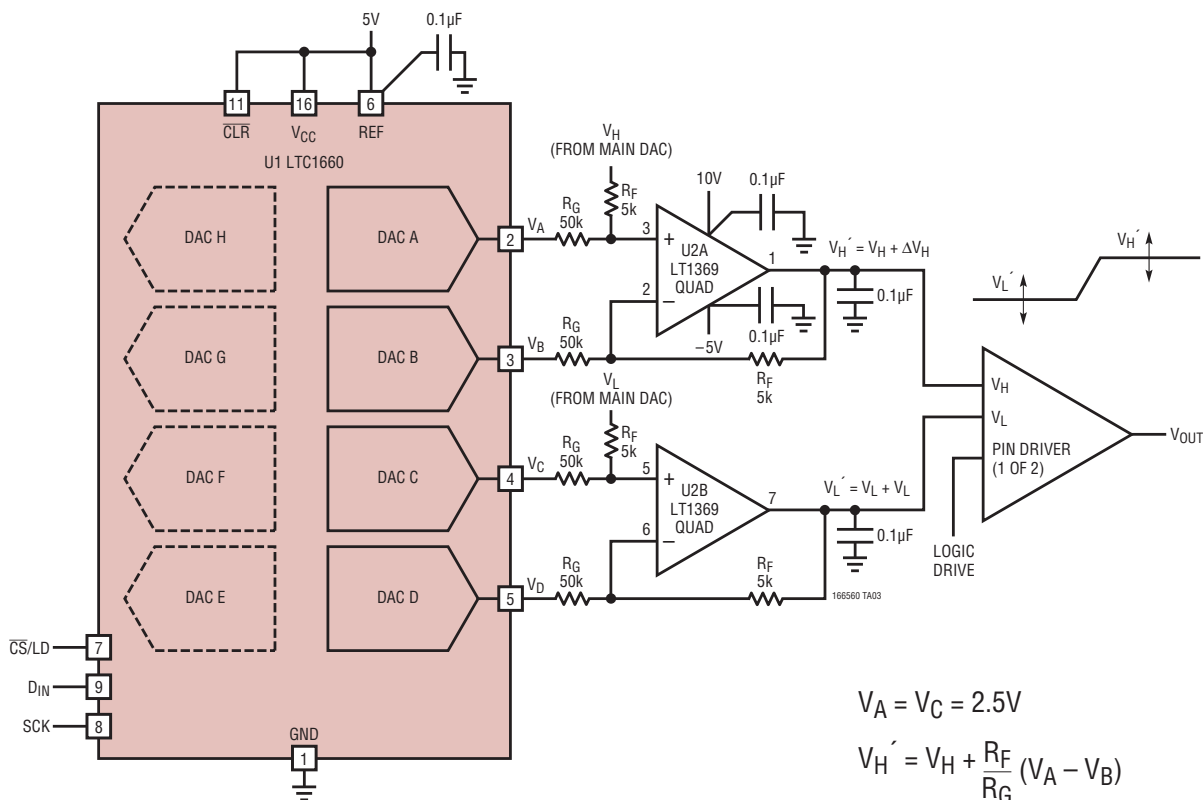 5V
0.1µF
11
16
6
C̅L̅R̅
VCC
REF
U1 LTC1660
DAC H
DAC A
DAC G
DAC B
DAC F
DAC C
DAC E
DAC D
2
VA
RG
50k
VH
(FROM MAIN DAC)
RF
5k
3
+
2
–
10V
0.1µF
U2A
LT1369
QUAD
1
–5V
0.1µF
VH´ = VH + ∆VH
0.1µF
3
VB
RG
50k
RF
5k
VL
(FROM MAIN DAC)
4
VC
RG
50k
RF
5k
5
+
6
–
U2B
LT1369
QUAD
7
VL´ = VL + VL
0.1µF
5
VD
RG
50k
RF
5k
166560 TA03
VL´
VH´
VH
VL
PIN DRIVER
(1 OF 2)
VOUT
LOGIC
DRIVE
C̅S̅/LD
7
DIN
9
SCK
8
GND
1
VA = VC = 2.5V
VH´ = VH + RF/RG (VA – VB)